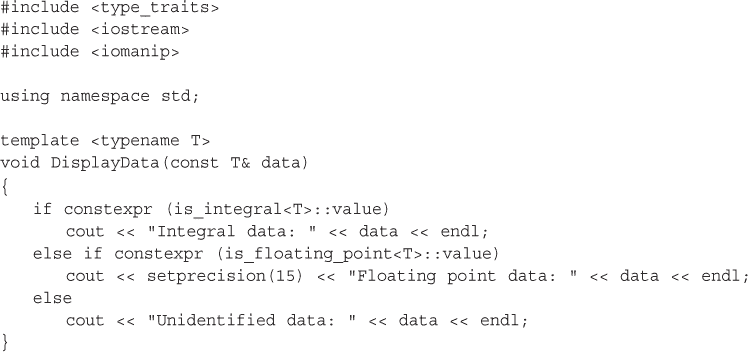 #include <type_traits>
#include <iostream>
#include <iomanip>

using namespace std;

template <typename T>
void DisplayData(const T& data)
{
   if constexpr (is_integral<T>::value)
      cout << "Integral data: " << data << endl;
   else if constexpr (is_floating_point<T>::value)
      cout << setprecision(15) << "Floating point data: " << data << endl;
   else
      cout << "Unidentified data: " << data << endl;
}